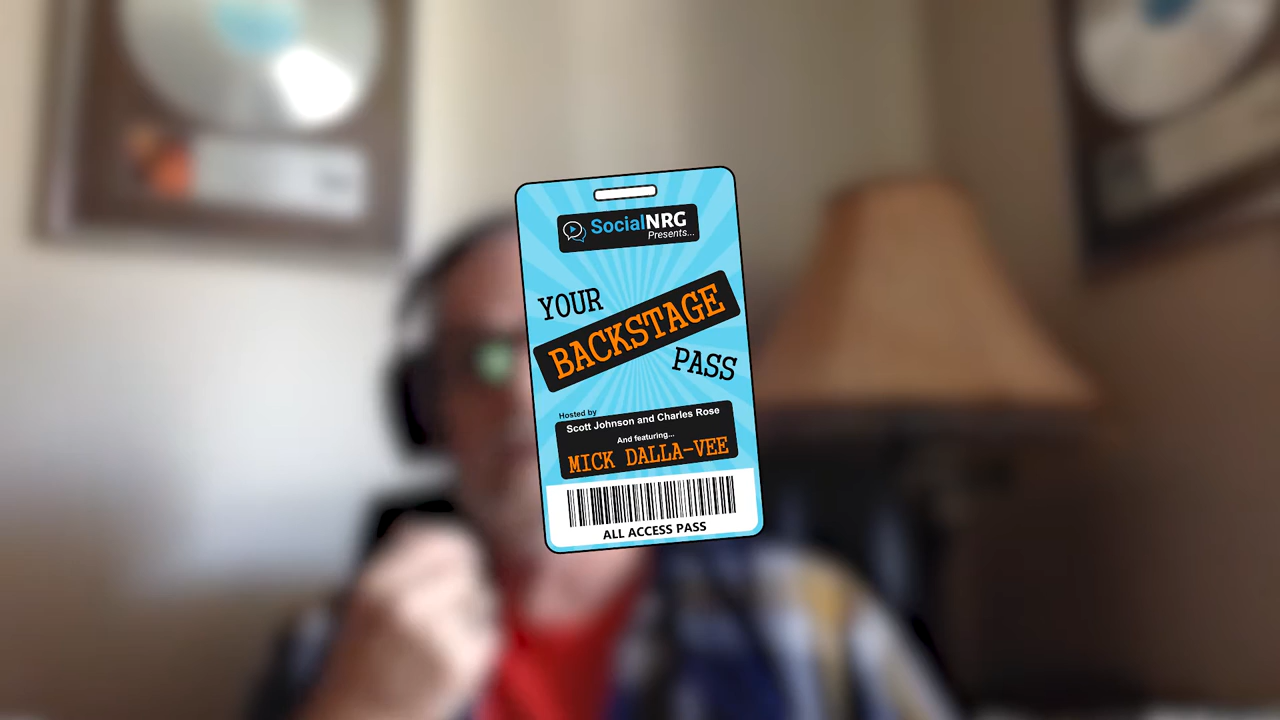 SocialNRG
Presents...
YOUR
BACKSTAGE
PASS
Hosted by
Scott Johnson and Charles Rose
And featuring...
MICK DALLA-VEE
ALL ACCESS PASS